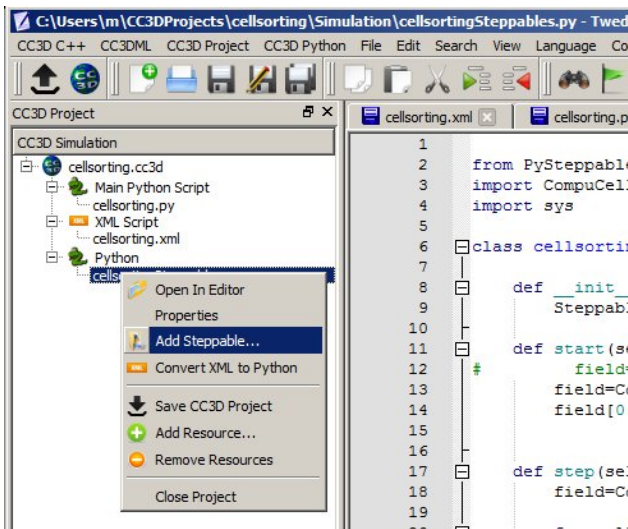 C:\Users\m\CC3DProjects\cellsorting\Simulation\cellsortingSteppables.py - Twed
CC3D C++ CC3DML CC3D Project CC3D Python File Edit Search View Language Co
CC3D Project
cellsorting.xml
cellsorting.p
CC3D Simulation
cellsorting.cc3d
Main Python Script
cellsorting.py
XML Script
cellsorting.xml
Python
Open In Editor
Properties
Add Steppable...
Convert XML to Python
Save CC3D Project
Add Resource...
Remove Resources
Close Project
1
2 from PySteppable
3 import CompuCell
4 import sys
5
6 class cellsortin
7
8 def __init_
9 Steppabl
10
11 def start(se
12 # field=
13 field=Co
14 field[0
15
16
17 def step(sel
18 field=Co
19